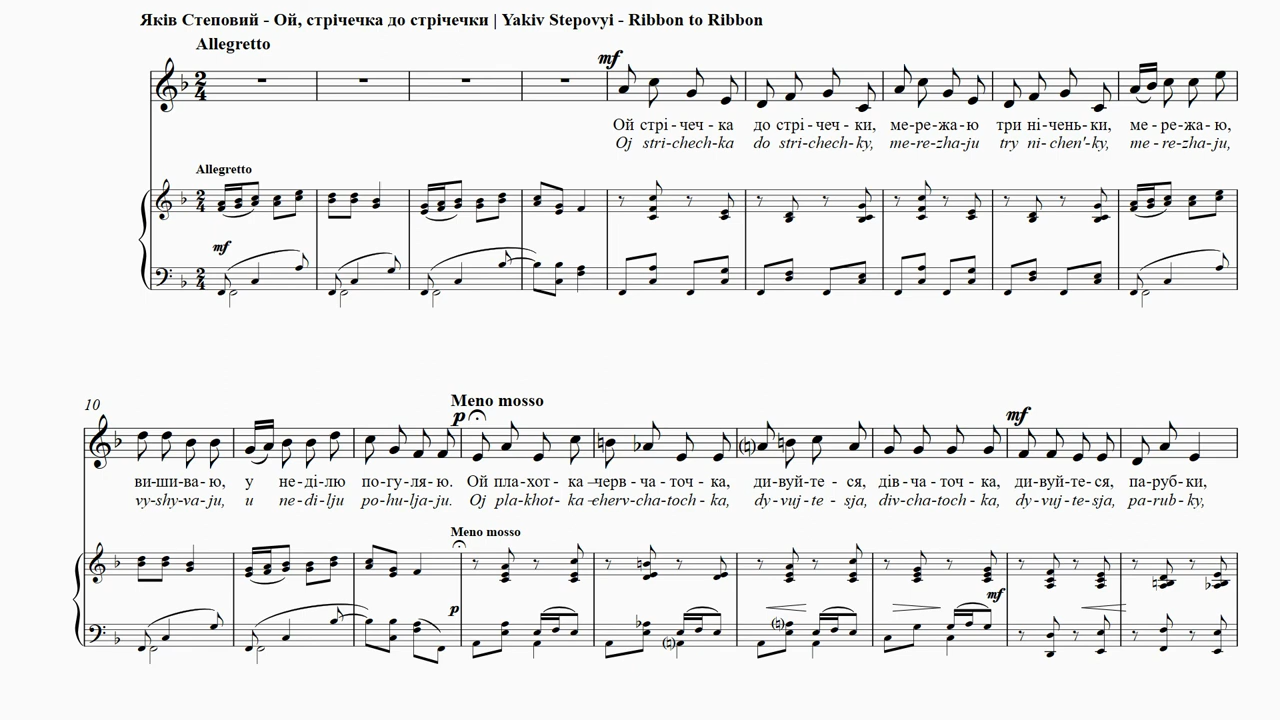 Яків Степовий - Ой, стрічечка до стрічечки | Yakiv Stepovyi - Ribbon to Ribbon
Allegretto
mf
Ой стрі - чеч - ка до стрі - чеч - ки, ме - ре - жаю три ні - чень - ки, ме - ре - жа - ю,
Oj stri - chech - ka do stri - chech - ky, me - re - zha - ju try ni - chen' - ky, me - re - zha - ju,
Allegretto
mf
10
Meno mosso
p
mf
ви - ши - ва - ю, у не - ді - лю по - гу - ля - ю. Ой пла - хот - ка – черв - ча - точ - ка, ди - вуй - те - ся, дів - ча - точ - ка, ди - вуй - те - ся, па - руб - ки,
vy - shy - va - ju, u ne - di - lju po - hu - lja - ju. Oj pla - khot - ka – cherv - cha - toch - ka, dy - vuj - te - sja, div - cha - toch - ka, dy - vuj - te - sja, pa - rub - ky,
Meno mosso
p
mf